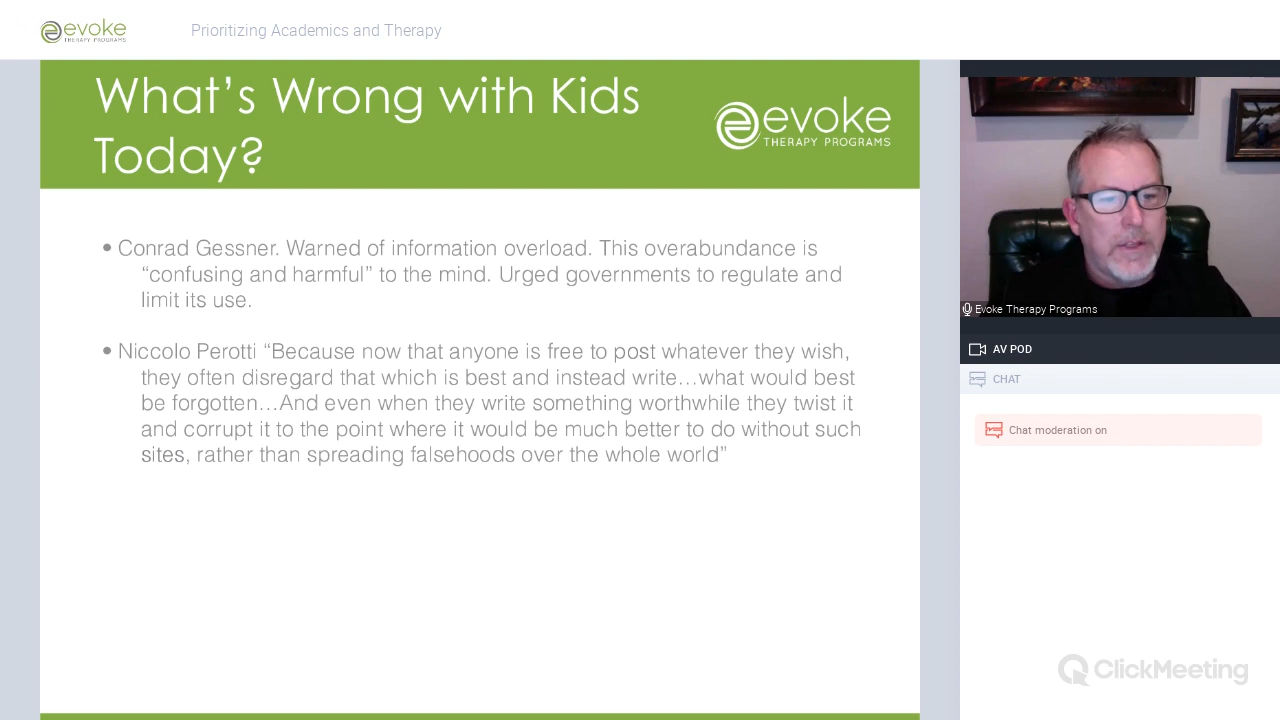 evoke
THERAPY PROGRAMS
Prioritizing Academics and Therapy
What's Wrong with Kids
Today?
evoke
THERAPY PROGRAMS
• Conrad Gessner. Warned of information overload. This overabundance is
“confusing and harmful” to the mind. Urged governments to regulate and
limit its use.
• Niccolo Perotti “Because now that anyone is free to post whatever they wish,
they often disregard that which is best and instead write…what would best
be forgotten…And even when they write something worthwhile they twist it
and corrupt it to the point where it would be much better to do without such
sites, rather than spreading falsehoods over the whole world”
Evoke Therapy Programs
AV POD
CHAT
Chat moderation on
ClickMeeting